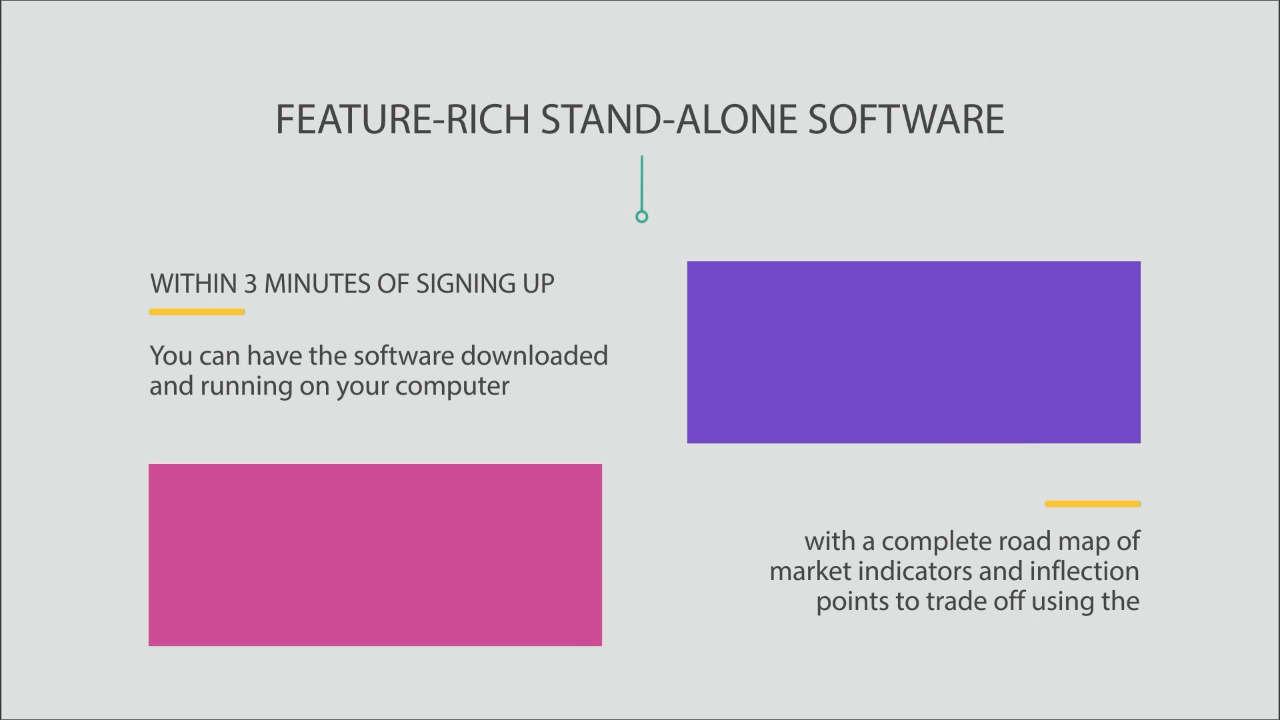 FEATURE-RICH STAND-ALONE SOFTWARE
WITHIN 3 MINUTES OF SIGNING UP
You can have the software downloaded
and running on your computer
with a complete road map of
market indicators and inflection
points to trade off using the